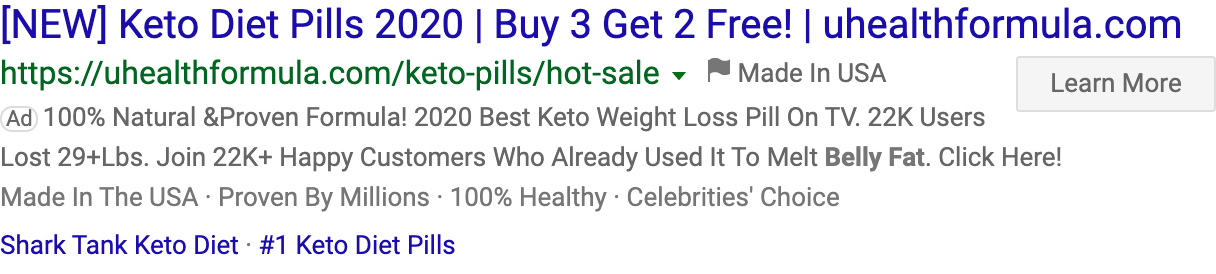 [NEW] Keto Diet Pills 2020 | Buy 3 Get 2 Free! | uhealthformula.com
https://uhealthformula.com/keto-pills/hot-sale Made In USA
Learn More
Ad 100% Natural &Proven Formula! 2020 Best Keto Weight Loss Pill On TV. 22K Users
Lost 29+Lbs. Join 22K+ Happy Customers Who Already Used It To Melt Belly Fat. Click Here!
Made In The USA · Proven By Millions · 100% Healthy · Celebrities' Choice
Shark Tank Keto Diet · #1 Keto Diet Pills